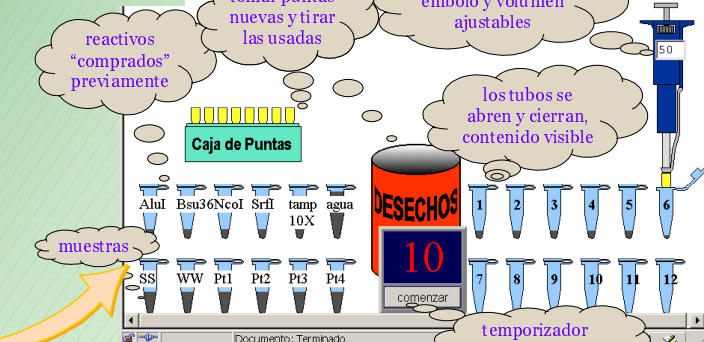 tomar puntas
nuevas y tirar
las usadas
émbolo y volumen
ajustables
reactivos
“comprados”
previamente
50
los tubos se
abren y cierran,
contenido visible
Caja de Puntas
DESECHOS
AluI Bsu36 NcoI SrfI tamp agua
10X
1 2 3 4 5 6
muestras
10
comenzar
SS WW Pt1 Pt2 Pt3 Pt4
7 8 9 10 11 12
temporizador
Documento: Terminado